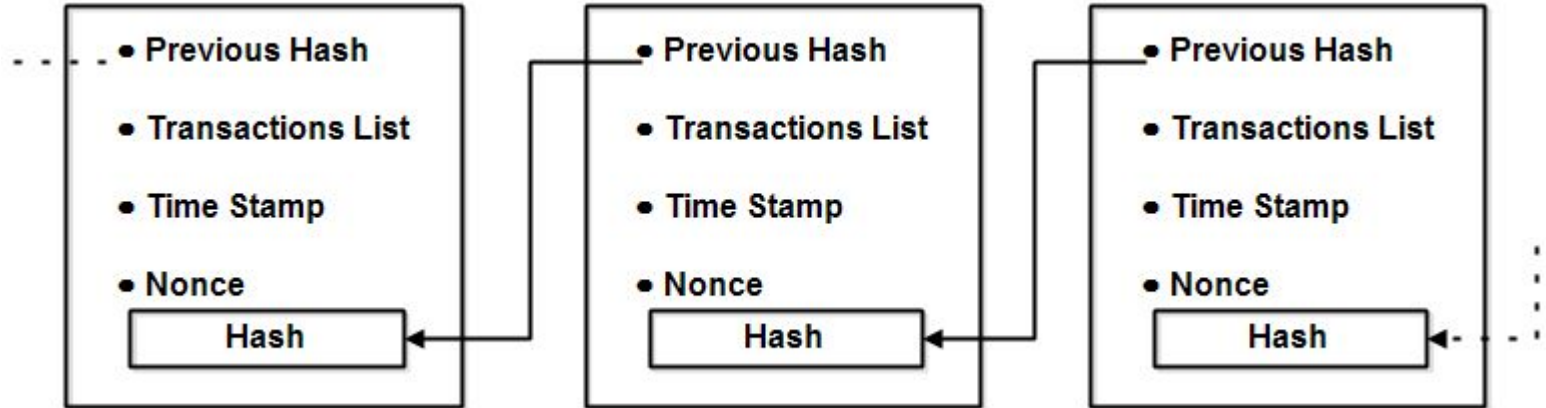 • Previous Hash
• Transactions List
• Time Stamp
• Nonce
Hash
• Previous Hash
• Transactions List
• Time Stamp
• Nonce
Hash
• Previous Hash
• Transactions List
• Time Stamp
• Nonce
Hash